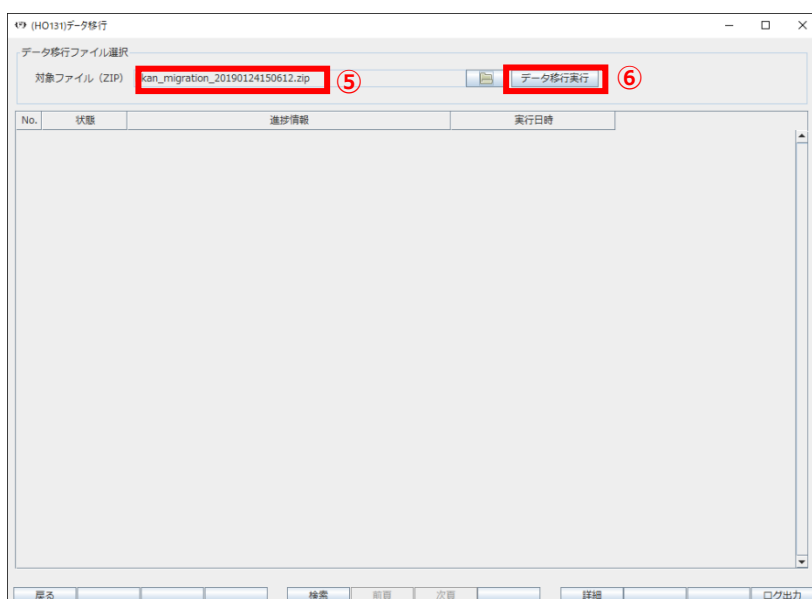 (HO131)データ移行
データ移行ファイル選択
対象ファイル（ZIP） kan_migration_20190124150612.zip ⑤ データ移行実行 ⑥
No. 状態 進捗情報 実行日時
戻る 検索 前頁 次頁 詳細 ログ出力